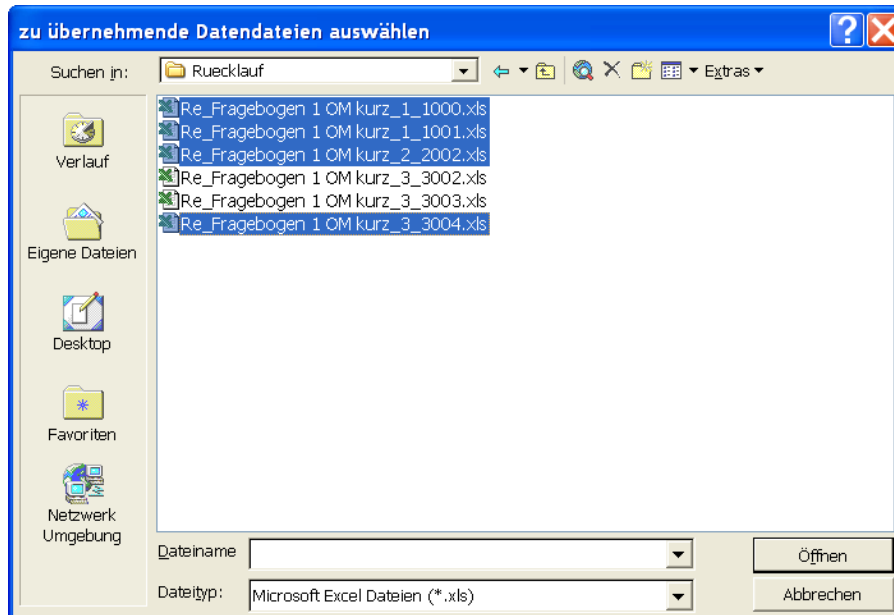 zu übernehmende Datendateien auswählen
Suchen in: Ruecklauf Extras
Re_Fragebogen 1 OM kurz_1_1000.xls
Re_Fragebogen 1 OM kurz_1_1001.xls
Re_Fragebogen 1 OM kurz_2_2002.xls
Re_Fragebogen 1 OM kurz_3_3002.xls
Re_Fragebogen 1 OM kurz_3_3003.xls
Re_Fragebogen 1 OM kurz_3_3004.xls
Verlauf
Eigene Dateien
Desktop
Favoriten
Netzwerk
Umgebung
Dateiname Öffnen
Dateityp: Microsoft Excel Dateien (*.xls) Abbrechen